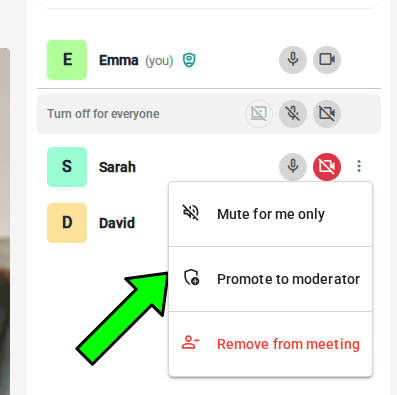 E Emma (you)
Turn off for everyone
S Sarah
Mute for me only
D David
Promote to moderator
Remove from meeting